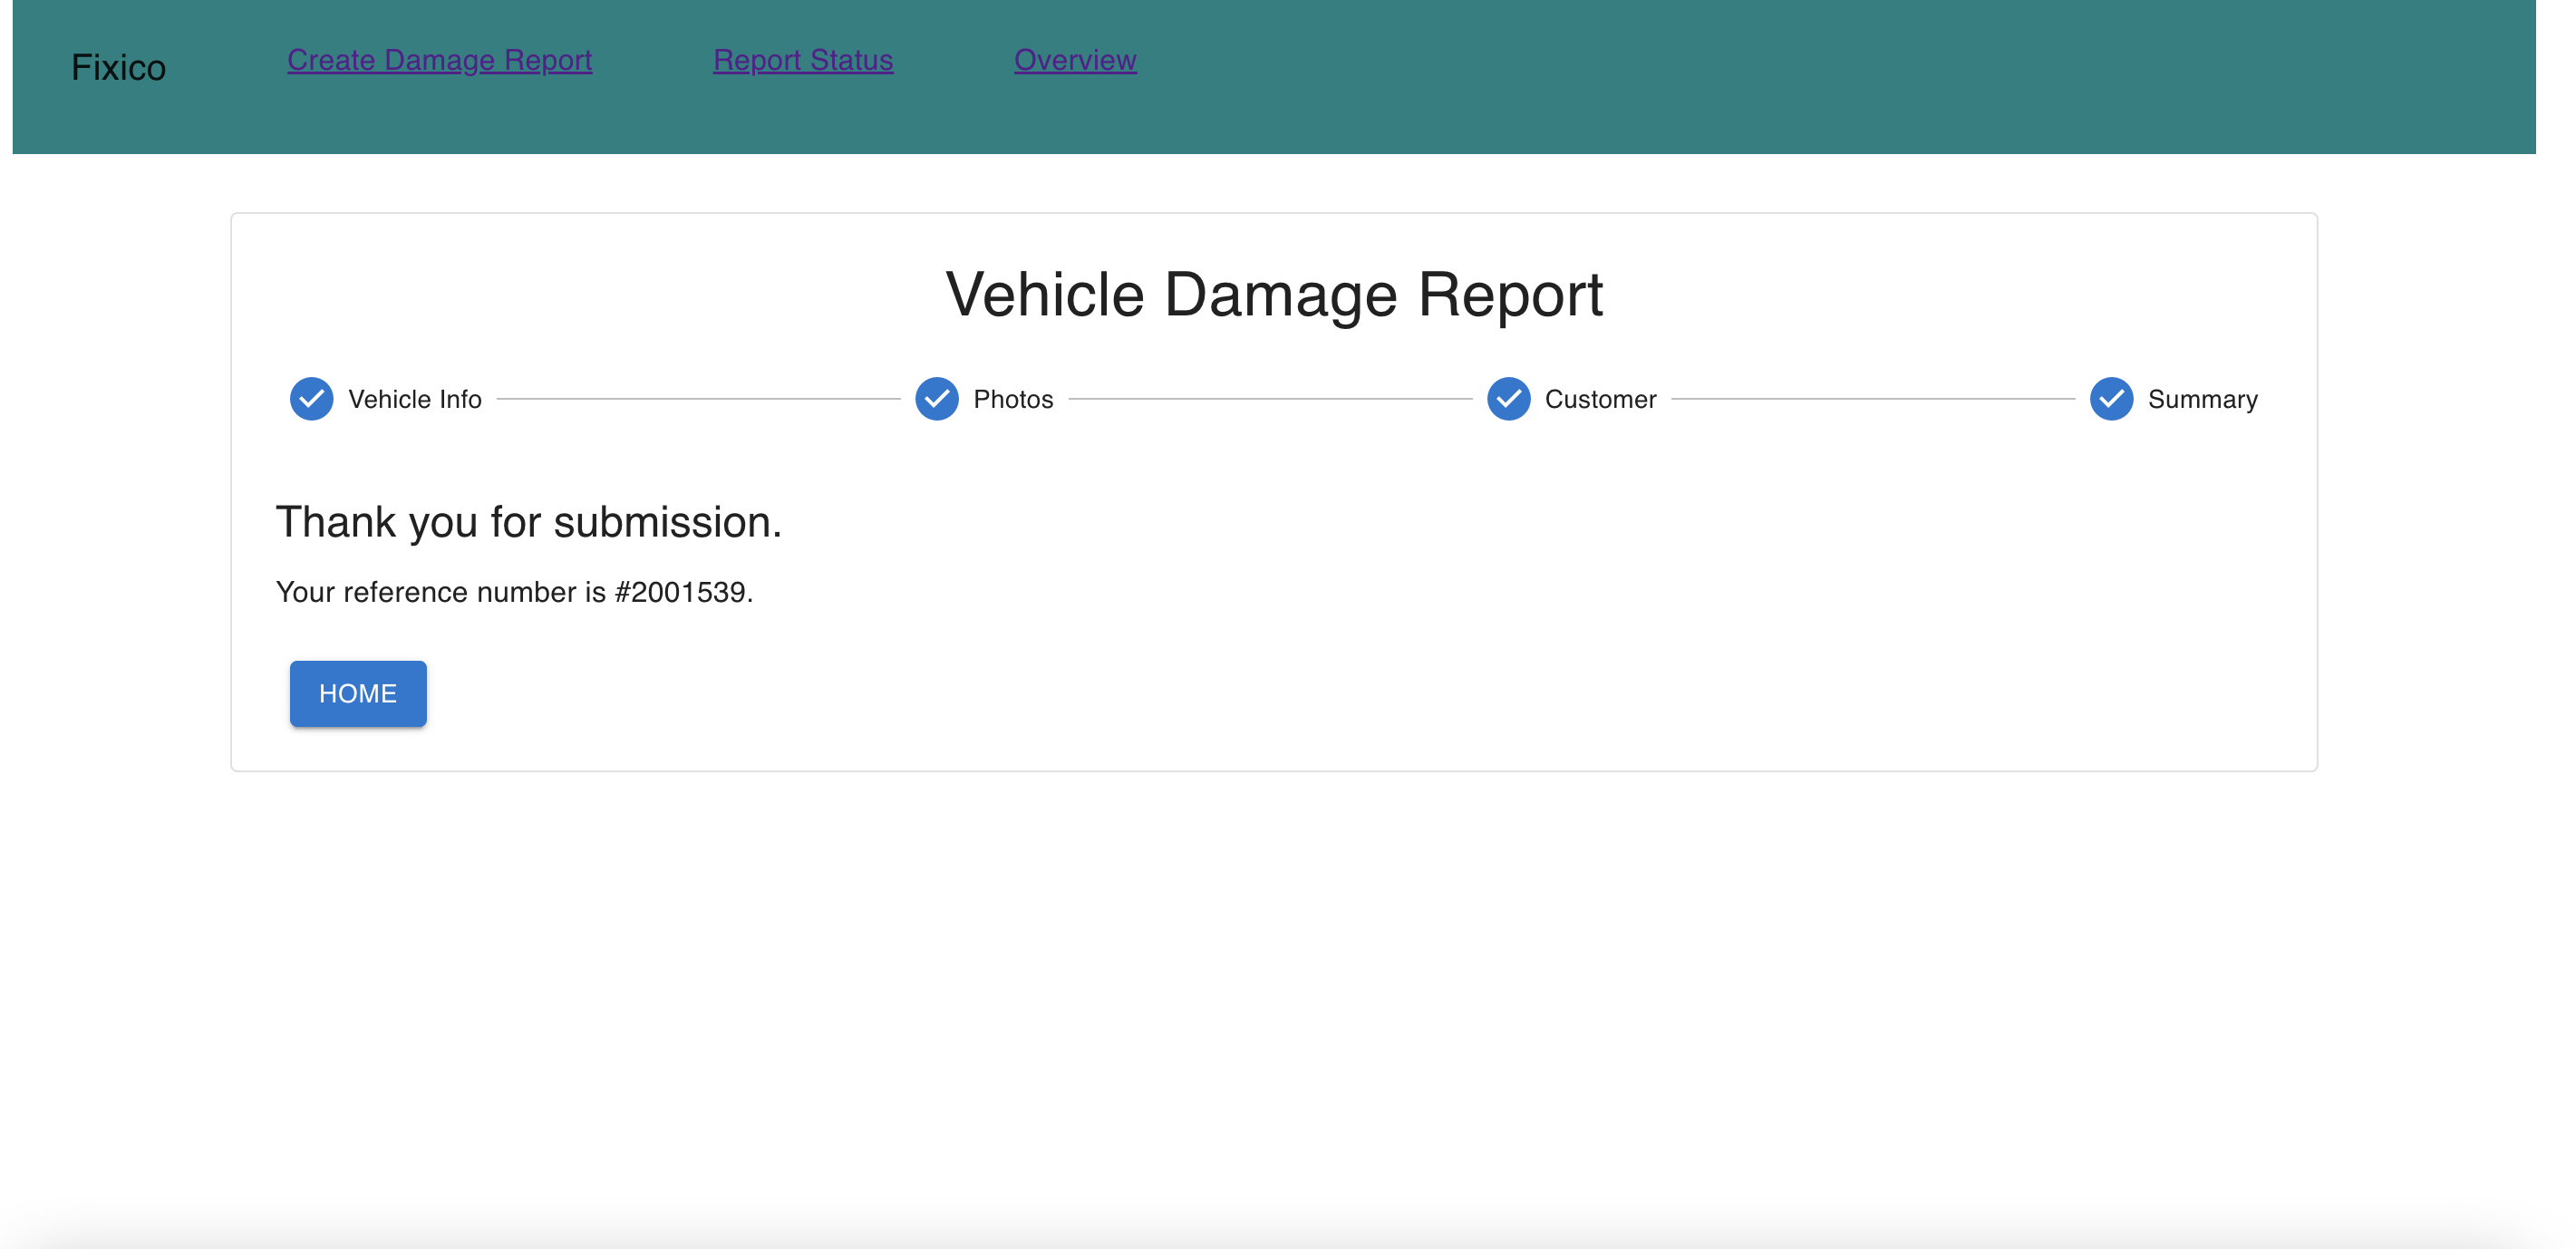 Fixico Create Damage Report Report Status Overview
Vehicle Damage Report
Vehicle Info Photos Customer Summary
Thank you for submission.
Your reference number is #2001539.
HOME